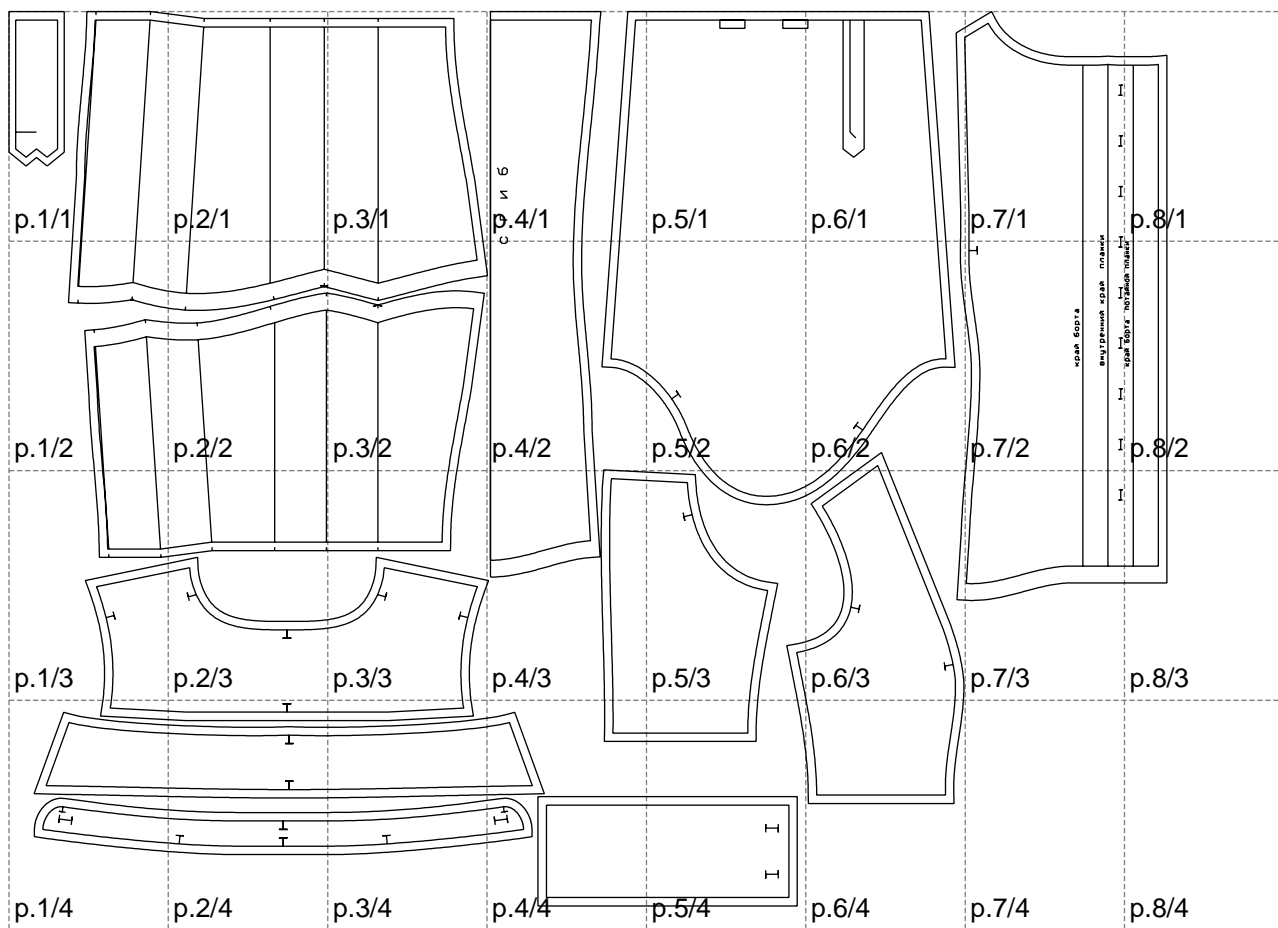 сгиб
p.1/1 p.2/1 p.3/1 p.4/1 p.5/1 p.6/1 p.7/1 p.8/1
край борта
внутренний край планки
край борта потайной планки
p.1/2 p.2/2 p.3/2 p.4/2 p.5/2 p.6/2 p.7/2 p.8/2
p.1/3 p.2/3 p.3/3 p.4/3 p.5/3 p.6/3 p.7/3 p.8/3
p.1/4 p.2/4 p.3/4 p.4/4 p.5/4 p.6/4 p.7/4 p.8/4